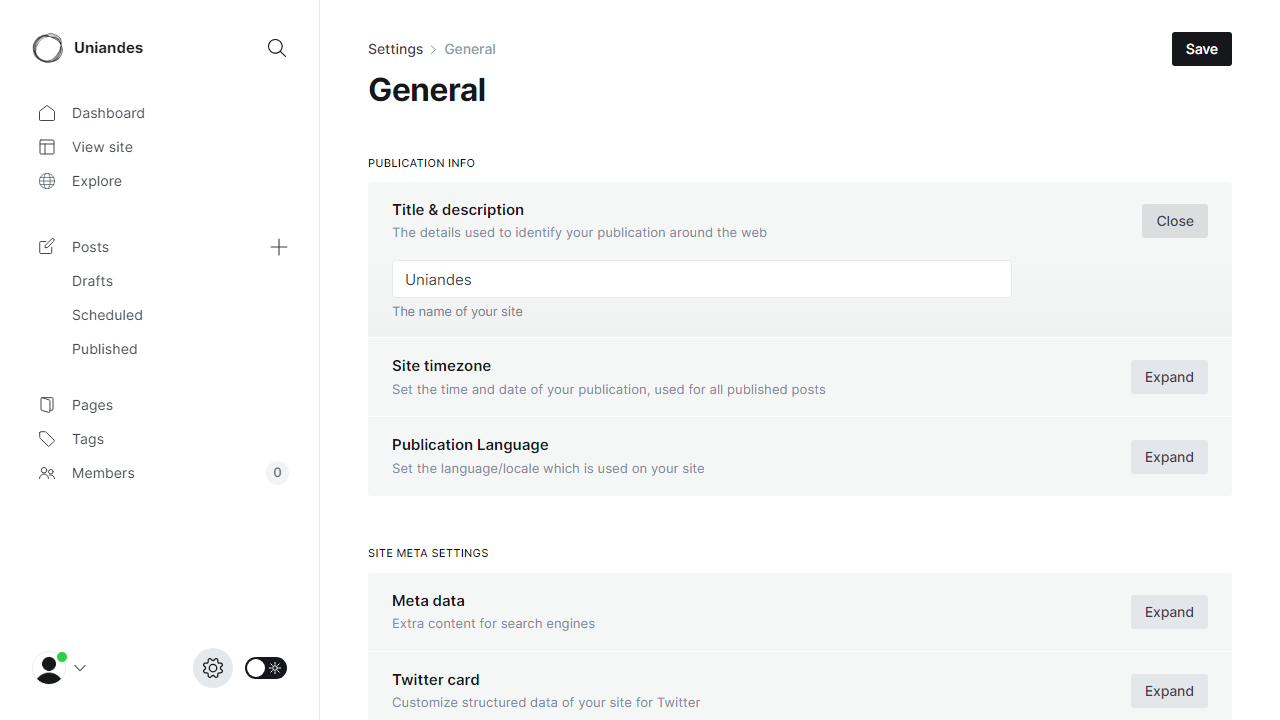 Uniandes
Dashboard
View site
Explore
Posts
Drafts
Scheduled
Published
Pages
Tags
Members
0
Settings
General
Save
General
PUBLICATION INFO
Title & description
The details used to identify your publication around the web
Close
Uniandes
The name of your site
Site timezone
Set the time and date of your publication, used for all published posts
Expand
Publication Language
Set the language/locale which is used on your site
Expand
SITE META SETTINGS
Meta data
Extra content for search engines
Expand
Twitter card
Customize structured data of your site for Twitter
Expand